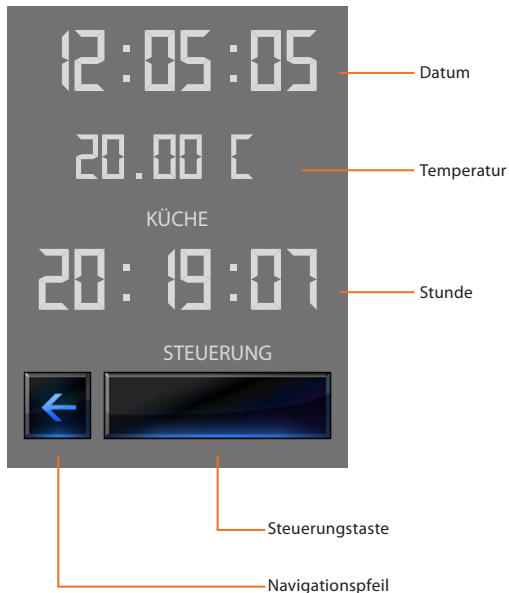 12:05:05
Datum
20.00 C
Temperatur
KÜCHE
20:19:07
Stunde
STEUERUNG
Steuerungstaste
Navigationspfeil